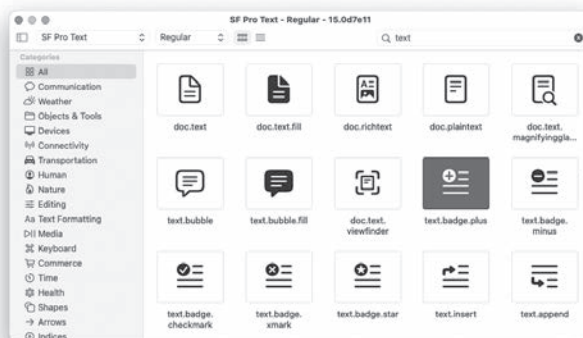 SF Pro Text - Regular - 15.0d7e11
SF Pro Text
Regular
text
Categories
All
Communication
Weather
Objects & Tools
Devices
Connectivity
Transportation
Human
Nature
Editing
Aa Text Formatting
Media
Keyboard
Commerce
Time
Health
Shapes
Arrows
Indices
doc.text
doc.text.fill
doc.richtext
doc.plaintext
doc.text.
magnifyinggla...
text.bubble
text.bubble.fill
doc.text.
viewfinder
text.badge.plus
text.badge.
minus
text.badge.
checkmark
text.badge.
xmark
text.badge.star
text.insert
text.append